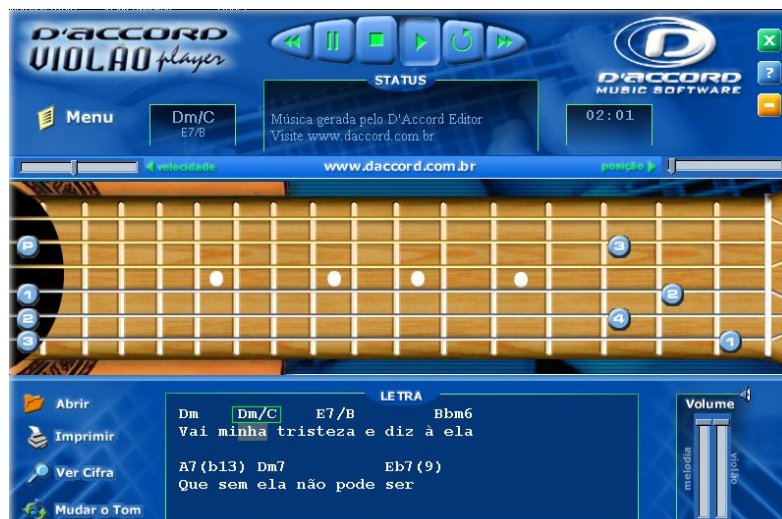 D'ACCORD
VIOLÃO player
STATUS
D'ACCORD
MUSIC SOFTWARE
X
?
Menu
Dm/C
E7/B
Música gerada pelo D'Accord Editor
Visite www.daccord.com.br
02:01
velocidade
www.daccord.com.br
posição
P
3
1
2
2
4
3
1
LETRA
Abrir
Imprimir
Ver Cifra
Mudar o Tom
Dm Dm/C E7/B Bbm6
Vai minha tristeza e diz à ela
A7(b13) Dm7 Eb7(9)
Que sem ela não pode ser
Volume
melodia
violão